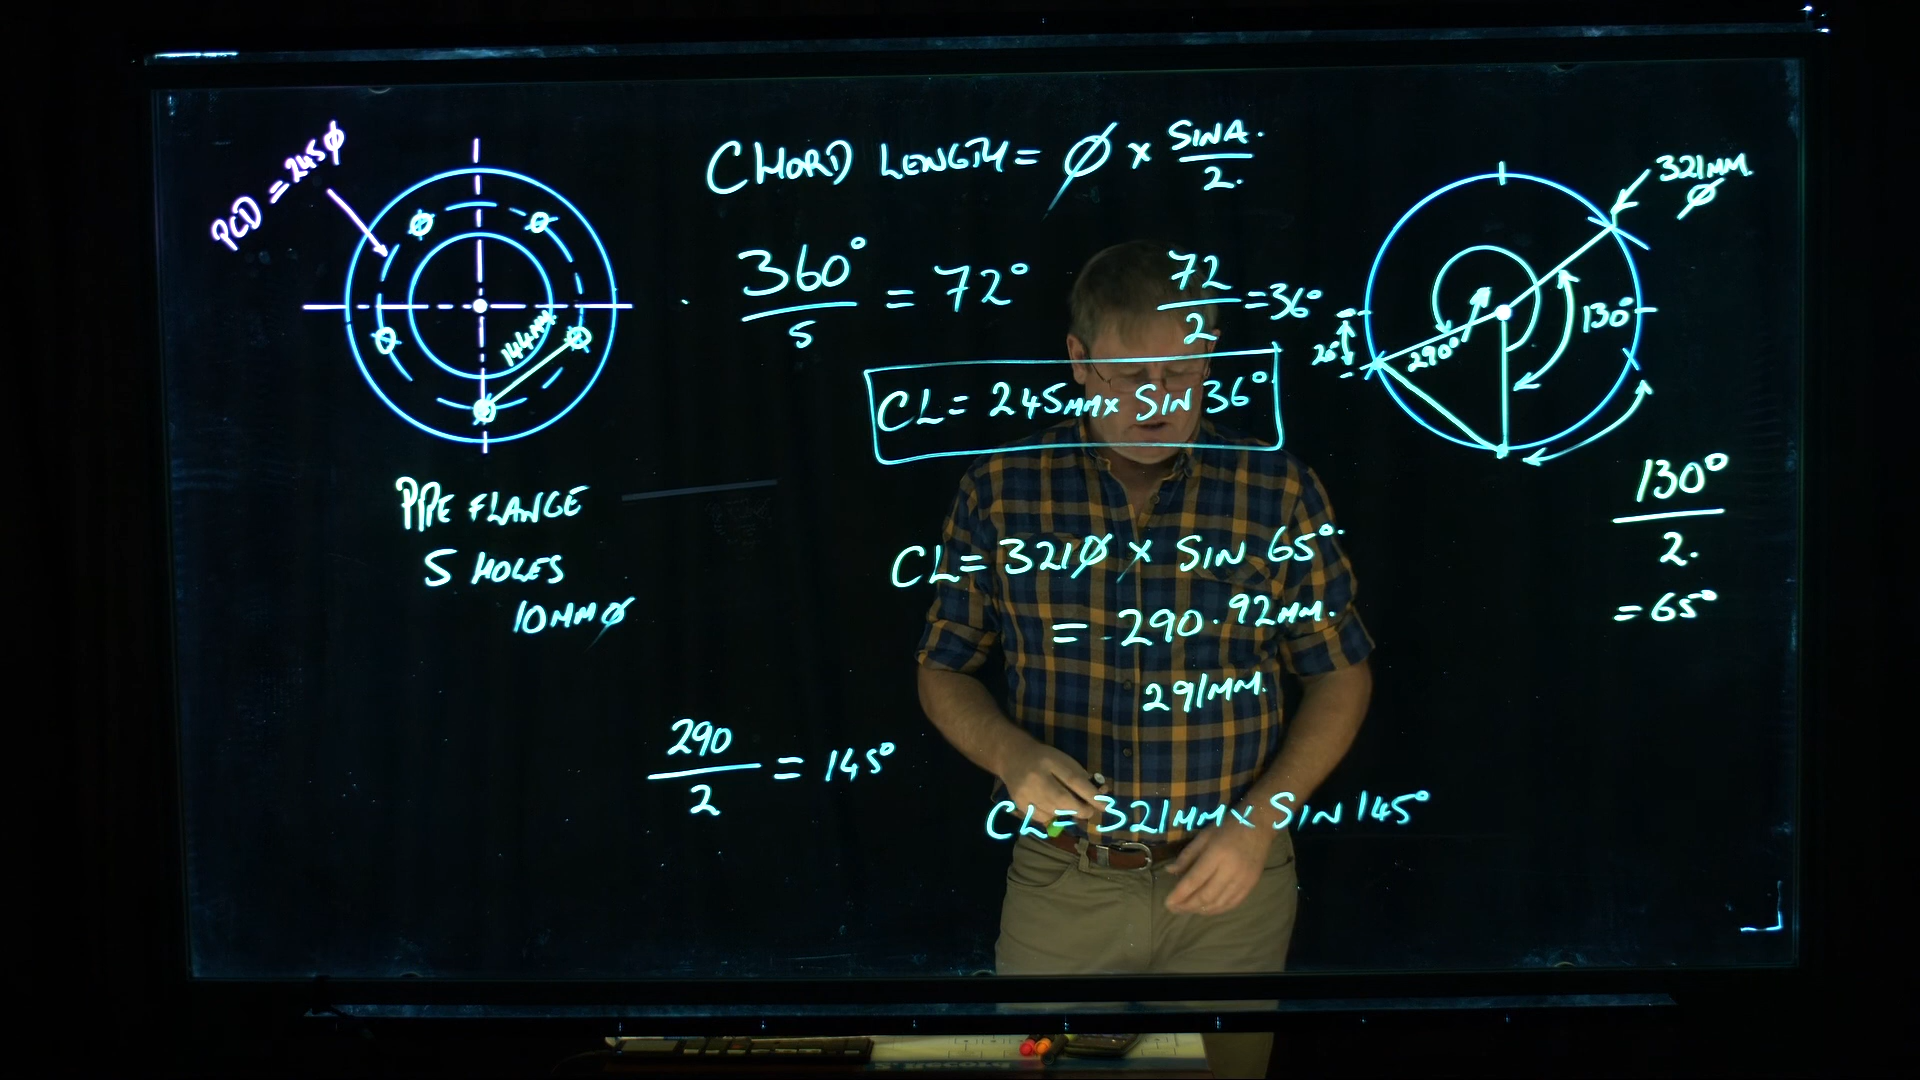 PCD = 245Ø
144MM.
PIPE FLANGE
5 HOLES
10MMØ
CHORD LENGTH = Ø × SINA.
2.
360°
5
= 72°
72
2
= 36°
CL = 245MM × SIN 36°
CL = 321Ø × SIN 65°.
= 290.92MM.
291MM.
290
2
= 145°
CL = 321MM × SIN 145°
321MM.
Ø
130°
290°
20°
130°
2.
= 65°